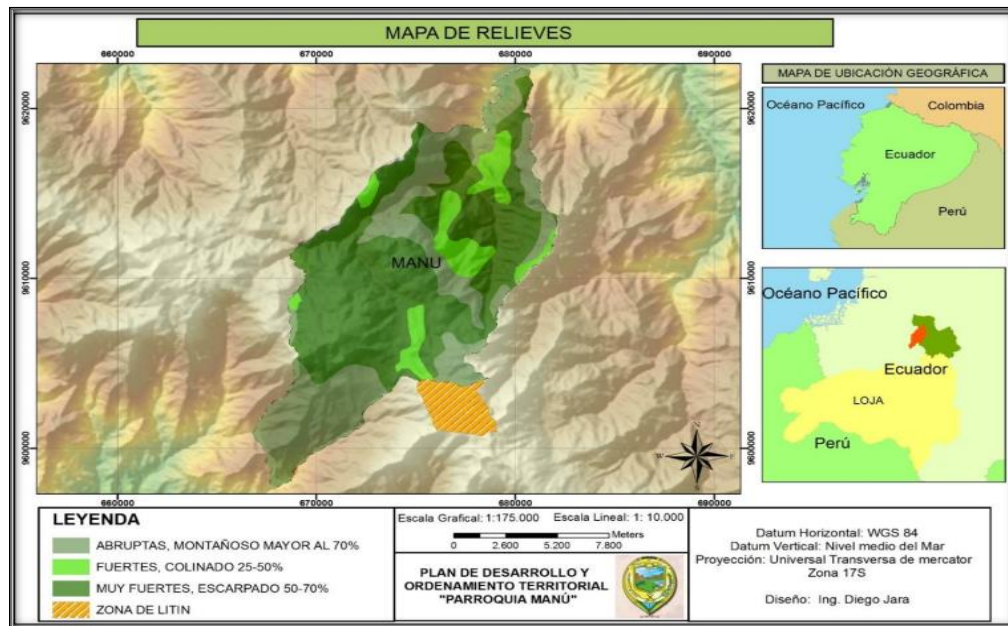 MAPA DE RELIEVES
660000 670000 680000 690000
9620000 9620000
9610000 9610000
9600000 9600000
MANU
N
W E
S
660000 670000 680000 690000
MAPA DE UBICACIÓN GEOGRÁFICA
Océano Pacífico
Colombia
Ecuador
Perú
Océano Pacífico
Ecuador
LOJA
Perú
LEYENDA
ABRUPTAS, MONTAÑOSO MAYOR AL 70%
FUERTES, COLINADO 25-50%
MUY FUERTES, ESCARPADO 50-70%
ZONA DE LITIN
Escala Grafical: 1:175.000 Escala Lineal: 1: 10.000
Meters
0 2.600 5.200 7.800
PLAN DE DESARROLLO Y
ORDENAMIENTO TERRITORIAL
"PARROQUIA MANÚ"
Datum Horizontal: WGS 84
Datum Vertical: Nivel medio del Mar
Proyección: Universal Transversa de mercator
Zona 17S
Diseño: Ing. Diego Jara